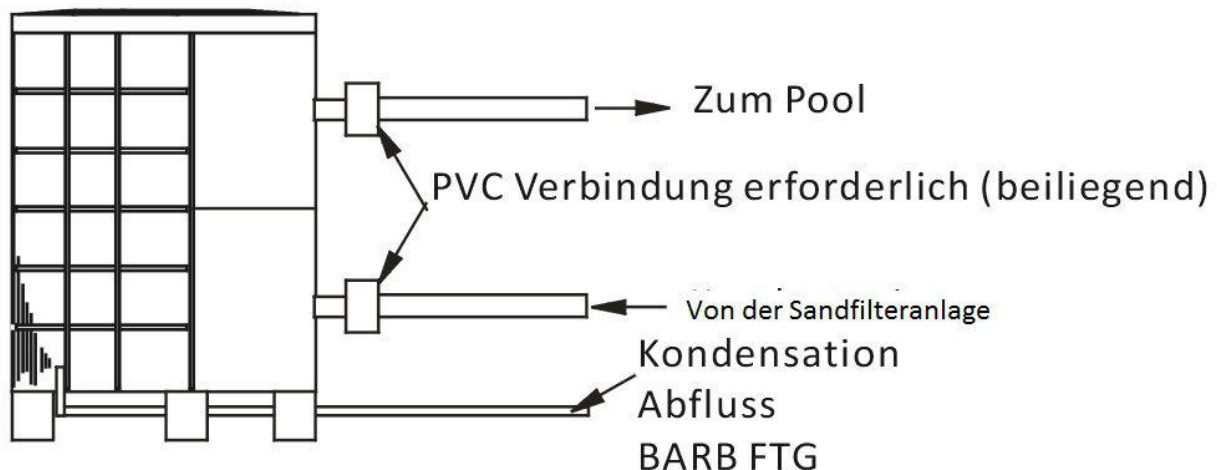 Zum Pool
PVC Verbindung erforderlich (beiliegend)
Von der Sandfilteranlage
Kondensation
Abfluss
BARB FTG